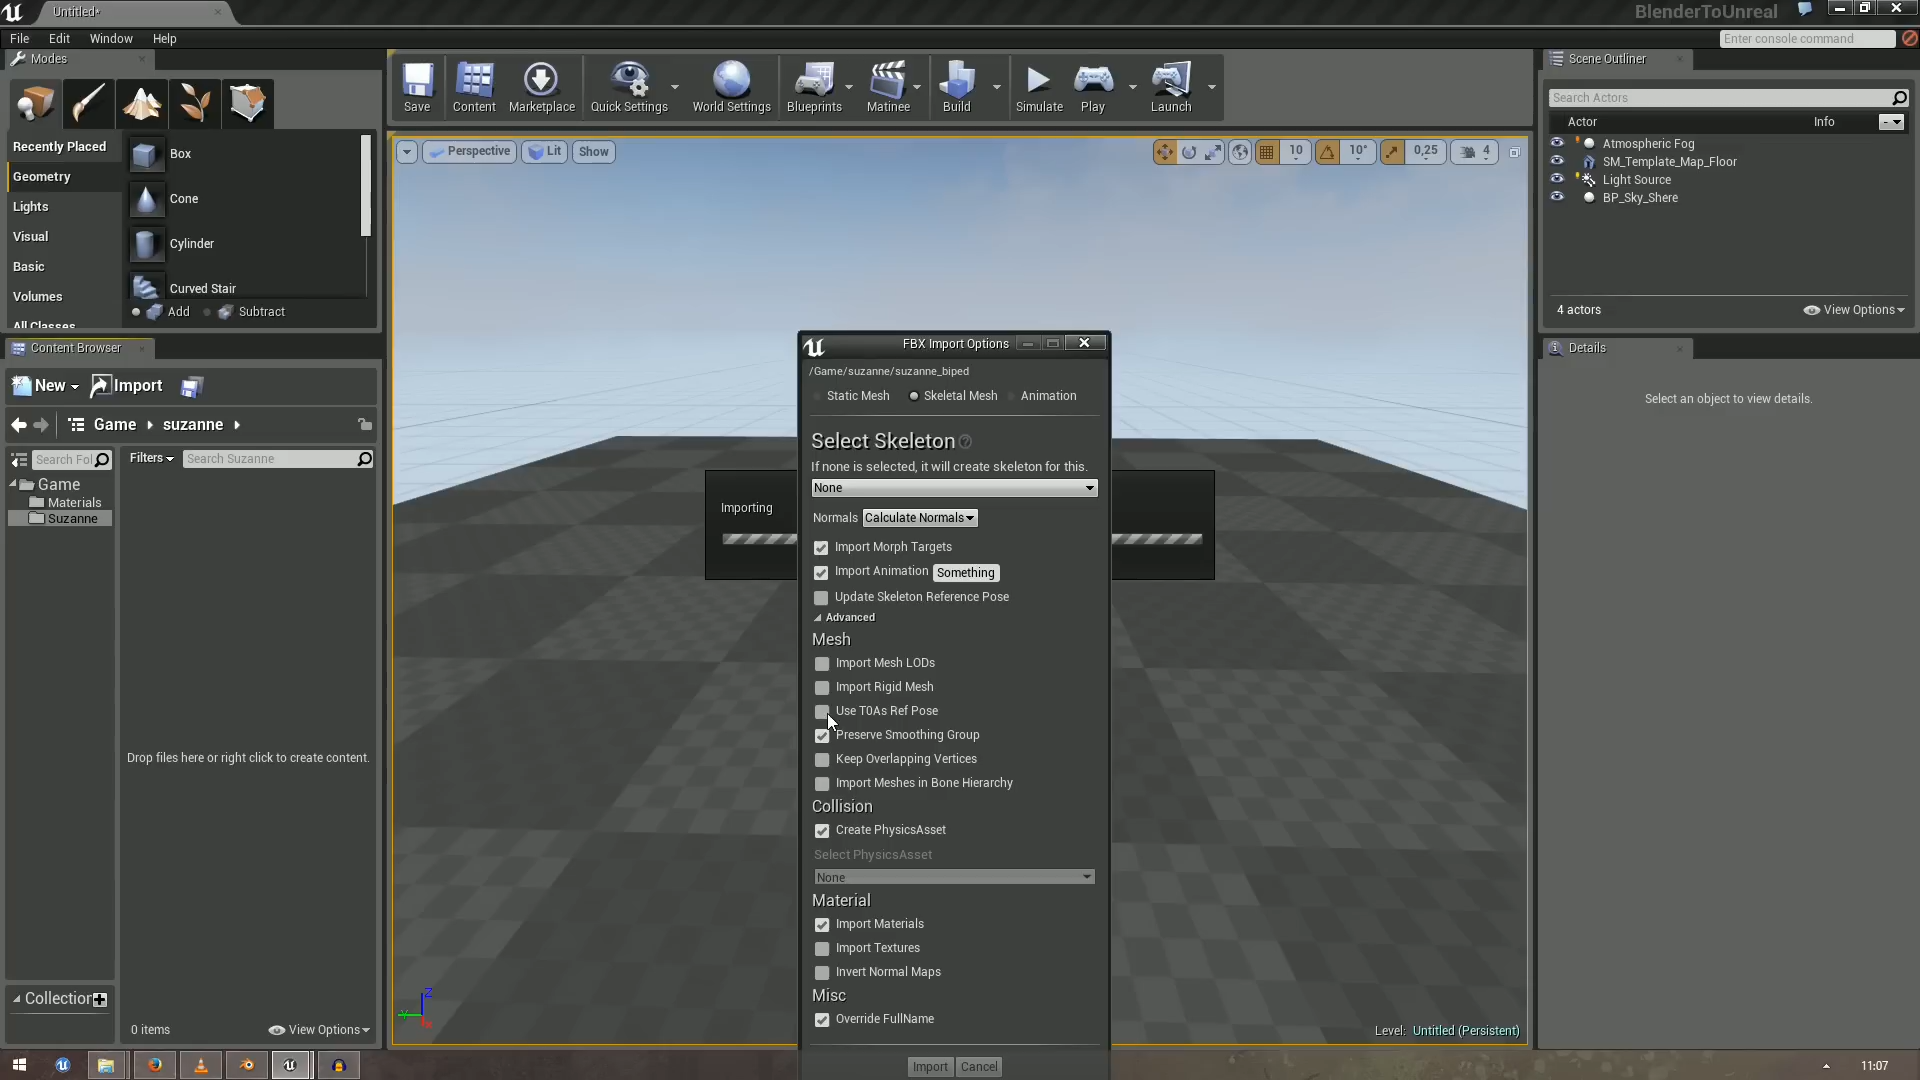 Untitled*
BlenderToUnreal
File Edit Window Help
Enter console command
Modes
Recently Placed
Geometry
Lights
Visual
Basic
Volumes
All Classes
Box
Cone
Cylinder
Curved Stair
Add Subtract
Save Content Marketplace Quick Settings World Settings Blueprints Matinee Build Simulate Play Launch
Perspective Lit Show
10 10° 0,25 4
Scene Outliner
Search Actors
Actor Info
Atmospheric Fog
SM_Template_Map_Floor
Light Source
BP_Sky_Shere
4 actors View Options
Details
Select an object to view details.
Content Browser
New Import
Game suzanne
Search Fol
Filters Search Suzanne
Game
Materials
Suzanne
Drop files here or right click to create content.
Collection
0 items View Options
Importing
FBX Import Options
/Game/suzanne/suzanne_biped
Static Mesh Skeletal Mesh Animation
Select Skeleton
If none is selected, it will create skeleton for this.
None
Normals Calculate Normals
Import Morph Targets
Import Animation Something
Update Skeleton Reference Pose
Advanced
Mesh
Import Mesh LODs
Import Rigid Mesh
Use T0As Ref Pose
Preserve Smoothing Group
Keep Overlapping Vertices
Import Meshes in Bone Hierarchy
Collision
Create PhysicsAsset
Select PhysicsAsset
None
Material
Import Materials
Import Textures
Invert Normal Maps
Misc
Override FullName
Import Cancel
Z
Y
X
Level: Untitled (Persistent)
11:07